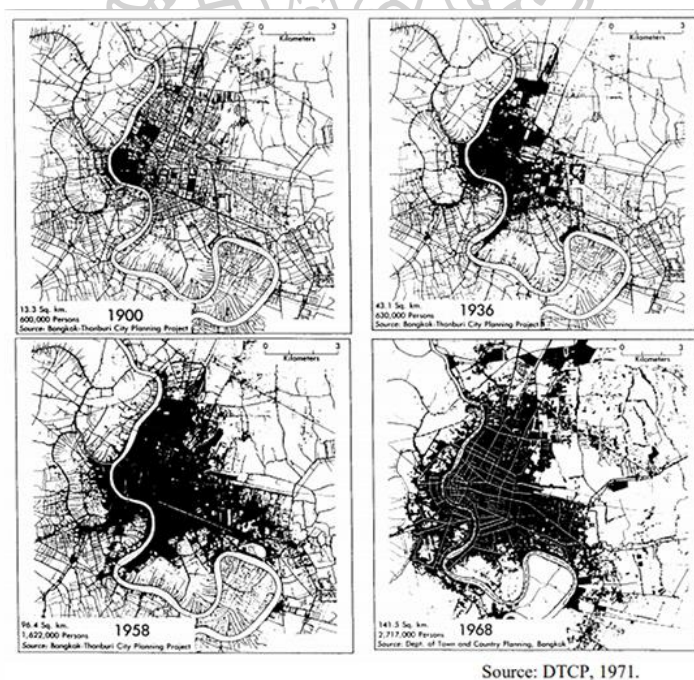 0 3
Kilometers
13.3 Sq. km.
600,000 Persons
1900
Source: Bangkok-Thonburi City Planning Project
0 3
Kilometers
43.1 Sq. km.
630,000 Persons
1936
Source: Bangkok-Thonburi City Planning Project
0 3
Kilometers
96.4 Sq. km.
1,622,000 Persons
1958
Source: Bangkok-Thonburi City Planning Project
0 3
Kilometers
141.5 Sq. km.
2,717,000 Persons
1968
Source: Dept. of Town and Country Planning, Bangkok
Source: DTCP, 1971.